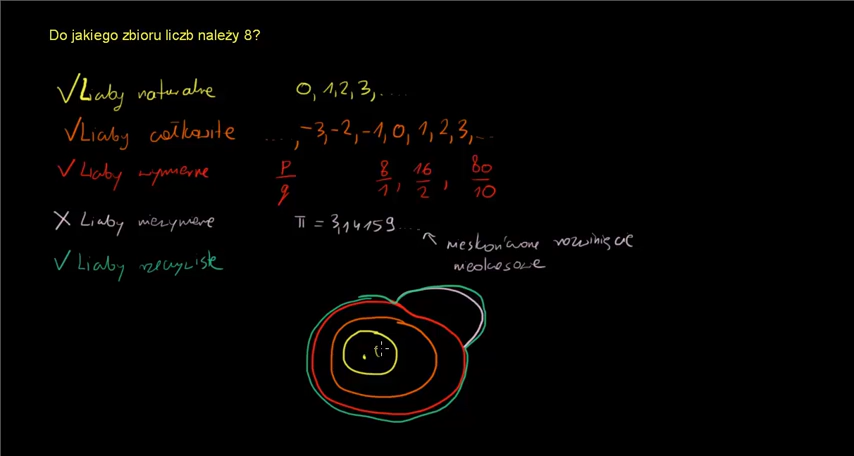 Do jakiego zbioru liczb należy 8?
√ Liczby naturalne 0, 1, 2, 3, ....
√ Liczby całkowite ...., -3, -2, -1, 0, 1, 2, 3, ...
√ Liczby wymierne p/q 8/1, 16/2, 80/10
X Liczby niewymierne π = 3,14159....
nieskończone rozwinięcie
nieokresowe
√ Liczby rzeczywiste